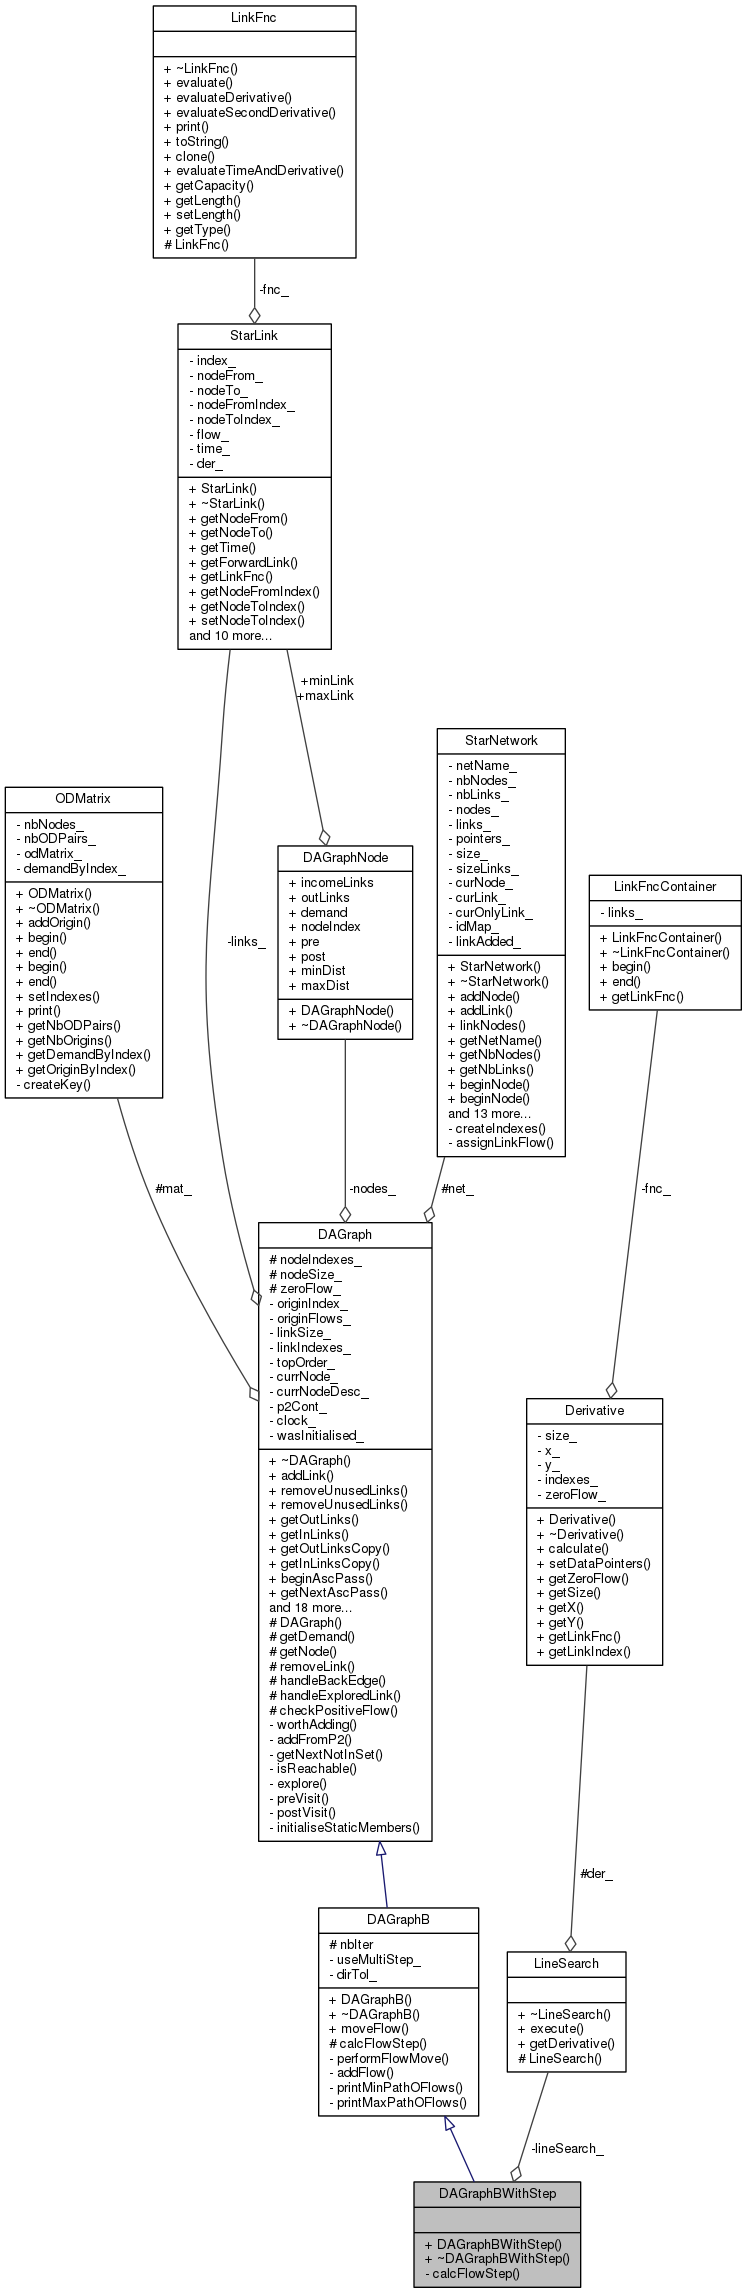 LinkFnc
+ ~LinkFnc()
+ evaluate()
+ evaluateDerivative()
+ evaluateSecondDerivative()
+ print()
+ toString()
+ clone()
+ evaluateTimeAndDerivative()
+ getCapacity()
+ getLength()
+ setLength()
+ getType()
# LinkFnc()
-fnc_
StarLink
- index_
- nodeFrom_
- nodeTo_
- nodeFromIndex_
- nodeToIndex_
- flow_
- time_
- der_
+ StarLink()
+ ~StarLink()
+ getNodeFrom()
+ getNodeTo()
+ getTime()
+ getForwardLink()
+ getLinkFnc()
+ getNodeFromIndex()
+ getNodeToIndex()
+ setNodeToIndex()
and 10 more...
+minLink
+maxLink
-links_
ODMatrix
- nbNodes_
- nbODPairs_
- odMatrix_
- demandByIndex_
+ ODMatrix()
+ ~ODMatrix()
+ addOrigin()
+ begin()
+ end()
+ begin()
+ end()
+ setIndexes()
+ print()
+ getNbODPairs()
+ getNbOrigins()
+ getDemandByIndex()
+ getOriginByIndex()
- createKey()
#mat_
DAGraphNode
+ incomeLinks
+ outLinks
+ demand
+ nodeIndex
+ pre
+ post
+ minDist
+ maxDist
+ DAGraphNode()
+ ~DAGraphNode()
-nodes_
StarNetwork
- netName_
- nbNodes_
- nbLinks_
- nodes_
- links_
- pointers_
- size_
- sizeLinks_
- curNode_
- curLink_
- curOnlyLink_
- idMap_
- linkAdded_
+ StarNetwork()
+ ~StarNetwork()
+ addNode()
+ addLink()
+ linkNodes()
+ getNetName()
+ getNbNodes()
+ getNbLinks()
+ beginNode()
+ beginNode()
and 13 more...
- createIndexes()
- assignLinkFlow()
#net_
LinkFncContainer
- links_
+ LinkFncContainer()
+ ~LinkFncContainer()
+ begin()
+ end()
+ getLinkFnc()
-fnc_
DAGraph
# nodeIndexes_
# nodeSize_
# zeroFlow_
- originIndex_
- originFlows_
- linkSize_
- linkIndexes_
- topOrder_
- currNode_
- currNodeDesc_
- p2Cont_
- clock_
- wasInitialised_
+ ~DAGraph()
+ addLink()
+ removeUnusedLinks()
+ removeUnusedLinks()
+ getOutLinks()
+ getInLinks()
+ getOutLinksCopy()
+ getInLinksCopy()
+ beginAscPass()
+ getNextAscPass()
and 18 more...
# DAGraph()
# getDemand()
# getNode()
# removeLink()
# handleBackEdge()
# handleExploredLink()
# checkPositiveFlow()
- worthAdding()
- addFromP2()
- getNextNotInSet()
- isReachable()
- explore()
- preVisit()
- postVisit()
- initialiseStaticMembers()
Derivative
- size_
- x_
- y_
- indexes_
- zeroFlow_
+ Derivative()
+ ~Derivative()
+ calculate()
+ setDataPointers()
+ getZeroFlow()
+ getSize()
+ getX()
+ getY()
+ getLinkFnc()
+ getLinkIndex()
#der_
DAGraphB
# nbIter
- useMultiStep_
- dirTol_
+ DAGraphB()
+ ~DAGraphB()
+ moveFlow()
# calcFlowStep()
- performFlowMove()
- addFlow()
- printMinPathOFlows()
- printMaxPathOFlows()
LineSearch
+ ~LineSearch()
+ execute()
+ getDerivative()
# LineSearch()
-lineSearch_
DAGraphBWithStep
+ DAGraphBWithStep()
+ ~DAGraphBWithStep()
- calcFlowStep()